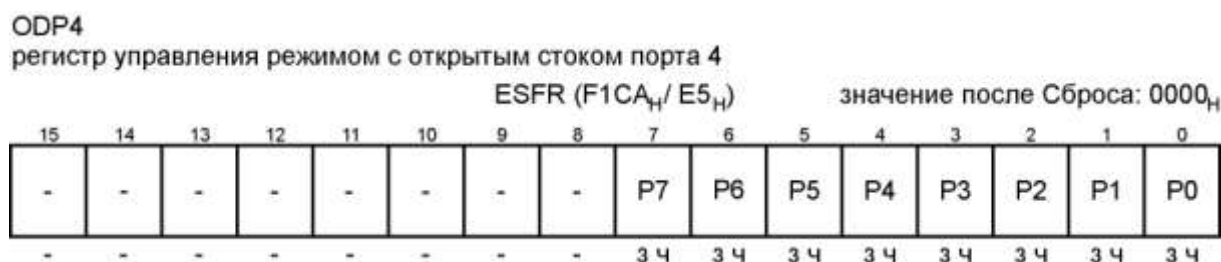 ODP4
регистр управления режимом с открытым стоком порта 4
ESFR (F1CAH/ E5H) значение после Сброса: 0000H
15 14 13 12 11 10 9 8 7 6 5 4 3 2 1 0
- - - - - - - - P7 P6 P5 P4 P3 P2 P1 P0
- - - - - - - - З Ч З Ч З Ч З Ч З Ч З Ч З Ч З Ч